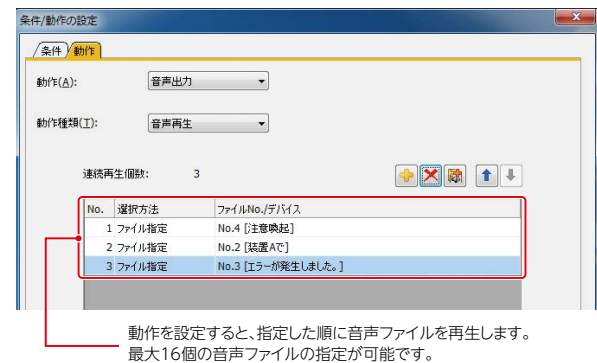 条件/動作の設定
条件 動作
動作(A): 音声出力
動作種類(T): 音声再生
連続再生個数: 3
No. 選択方法 ファイルNo./デバイス
1 ファイル指定 No.4 [注意喚起]
2 ファイル指定 No.2 [装置Aで]
3 ファイル指定 No.3 [エラーが発生しました。]
動作を設定すると、指定した順に音声ファイルを再生します。
最大16個の音声ファイルの指定が可能です。